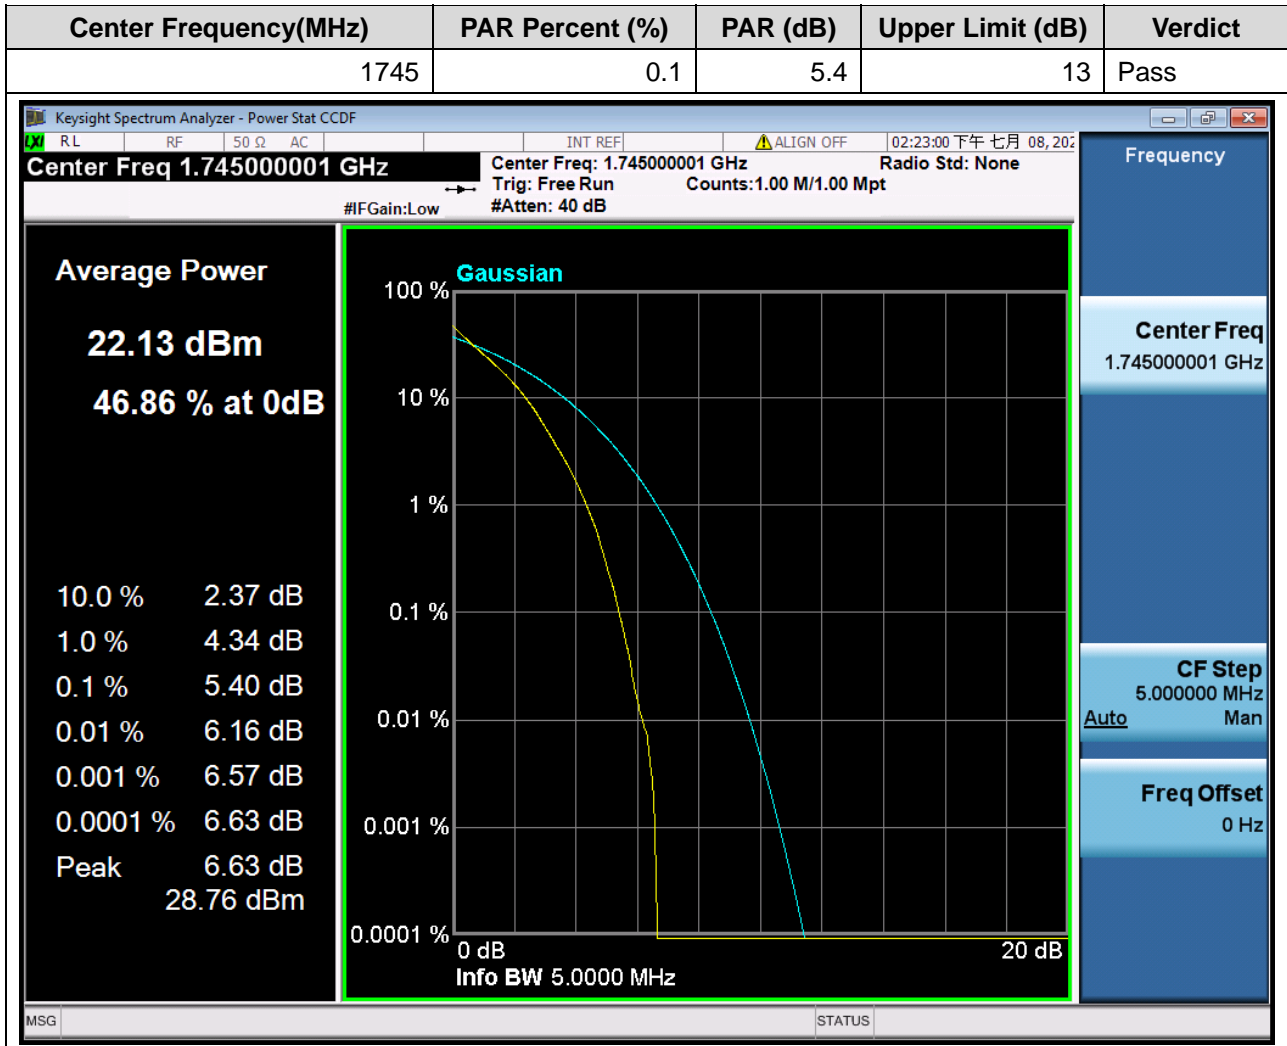 Center Frequency(MHz) PAR Percent (%) PAR (dB) Upper Limit (dB) Verdict
1745 0.1 5.4 13 Pass
Keysight Spectrum Analyzer - Power Stat CCDF
LXI RL RF 50 Ω AC INT REF ALIGN OFF 02:23:00 下午 七月 08, 202
Center Freq 1.745000001 GHz
Center Freq: 1.745000001 GHz Radio Std: None
Trig: Free Run Counts:1.00 M/1.00 Mpt
#IFGain:Low #Atten: 40 dB
Average Power
22.13 dBm
46.86 % at 0dB
10.0 % 2.37 dB
1.0 % 4.34 dB
0.1 % 5.40 dB
0.01 % 6.16 dB
0.001 % 6.57 dB
0.0001 % 6.63 dB
Peak 6.63 dB
28.76 dBm
Gaussian
100 %
10 %
1 %
0.1 %
0.01 %
0.001 %
0.0001 %
0 dB 20 dB
Info BW 5.0000 MHz
Frequency
Center Freq
1.745000001 GHz
CF Step
5.000000 MHz
Auto Man
Freq Offset
0 Hz
MSG STATUS